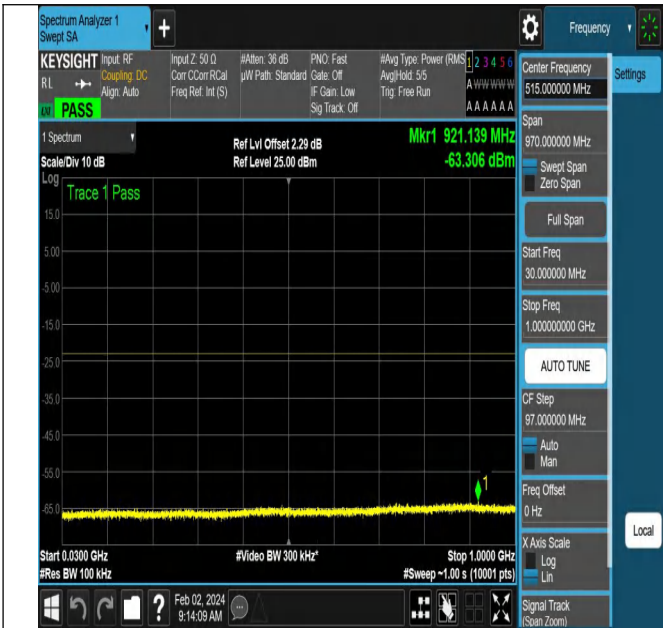 Spectrum Analyzer 1
Swept SA
+
Frequency
KEYSIGHT
RL
PASS
Input: RF
Coupling: DC
Align: Auto
Input Z: 50 Ω
Corr CCorr RCal
Freq Ref: Int (S)
#Atten: 36 dB
µW Path: Standard
PNO: Fast
Gate: Off
IF Gain: Low
Sig Track: Off
#Avg Type: Power (RMS
Avg|Hold: 5/5
Trig: Free Run
1 2 3 4 5 6
A W W W W W
A A A A A A
1 Spectrum
Scale/Div 10 dB
Log
Ref Lvl Offset 2.29 dB
Ref Level 25.00 dBm
Mkr1 921.139 MHz
-63.306 dBm
Trace 1 Pass
15.0
5.00
-5.00
-15.0
-25.0
-35.0
-45.0
-55.0
-65.0
1
Start 0.0300 GHz
#Res BW 100 kHz
#Video BW 300 kHz*
Stop 1.0000 GHz
#Sweep ~1.00 s (10001 pts)
Center Frequency
515.000000 MHz
Settings
Span
970.000000 MHz
Swept Span
Zero Span
Full Span
Start Freq
30.000000 MHz
Stop Freq
1.000000000 GHz
AUTO TUNE
CF Step
97.000000 MHz
Auto
Man
Freq Offset
0 Hz
Local
X Axis Scale
Log
Lin
Signal Track
(Span Zoom)
?
Feb 02, 2024
9:14:09 AM